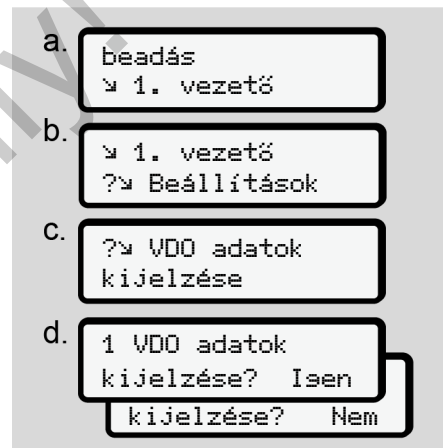 a.
beadás
↘ 1. vezető
b.
↘ 1. vezető
?↘ Beállítások
c.
?↘ VDO adatok
kijelzése
d.
1 VDO adatok
kijelzése? Igen
kijelzése? Nem